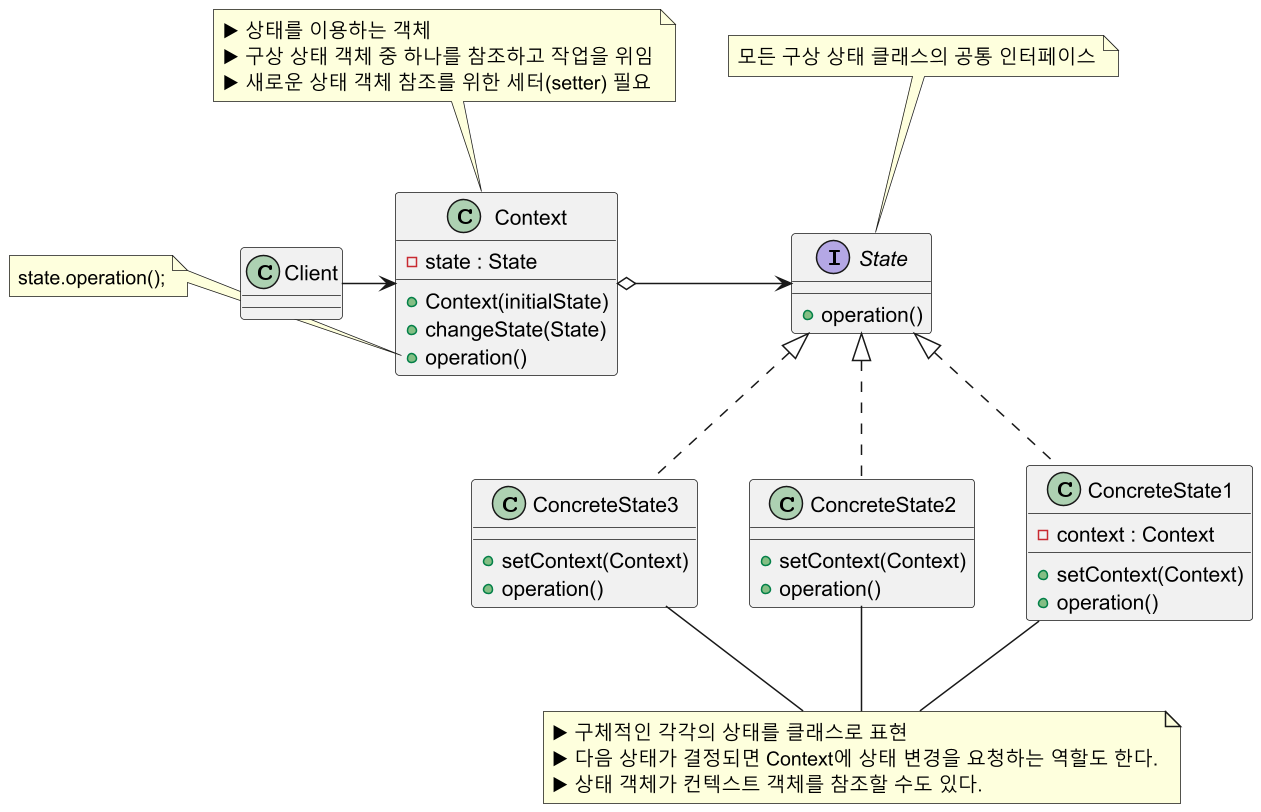 ▶ 상태를 이용하는 객체
▶ 구상 상태 객체 중 하나를 참조하고 작업을 위임
▶ 새로운 상태 객체 참조를 위한 세터(setter) 필요
모든 구상 상태 클래스의 공통 인터페이스
state.operation();
C Client
C Context
state : State
Context(initialState)
changeState(State)
operation()
I State
operation()
C ConcreteState3
setContext(Context)
operation()
C ConcreteState2
setContext(Context)
operation()
C ConcreteState1
context : Context
setContext(Context)
operation()
▶ 구체적인 각각의 상태를 클래스로 표현
▶ 다음 상태가 결정되면 Context에 상태 변경을 요청하는 역할도 한다.
▶ 상태 객체가 컨텍스트 객체를 참조할 수도 있다.